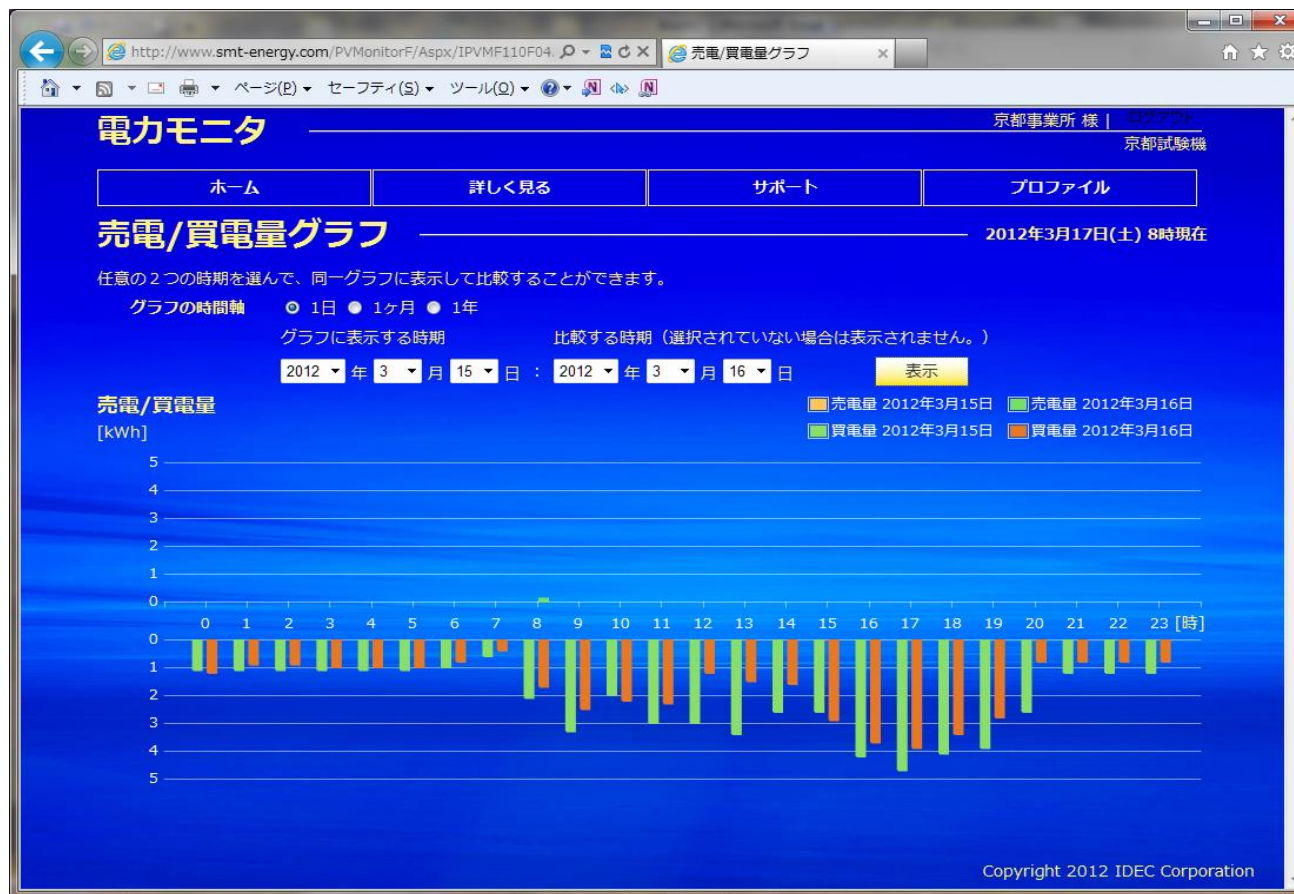 http://www.smt-energy.com/PVMonitorF/Aspx/IPVMF110F04. 売電/買電量グラフ
ページ(P) セーフティ(S) ツール(O)
電力モニタ
京都事業所 様 | ログアウト
京都試験機
ホーム 詳しく見る サポート プロファイル
売電/買電量グラフ 2012年3月17日(土) 8時現在
任意の2つの時期を選んで、同一グラフに表示して比較することができます。
グラフの時間軸 1日 1ヶ月 1年
グラフに表示する時期 比較する時期(選択されていない場合は表示されません。)
2012 年 3 月 15 日 : 2012 年 3 月 16 日 表示
売電/買電量 売電量 2012年3月15日 売電量 2012年3月16日
[kWh] 買電量 2012年3月15日 買電量 2012年3月16日
5
4
3
2
1
0
0 1 2 3 4 5 6 7 8 9 10 11 12 13 14 15 16 17 18 19 20 21 22 23 [時]
0
1
2
3
4
5
Copyright 2012 IDEC Corporation